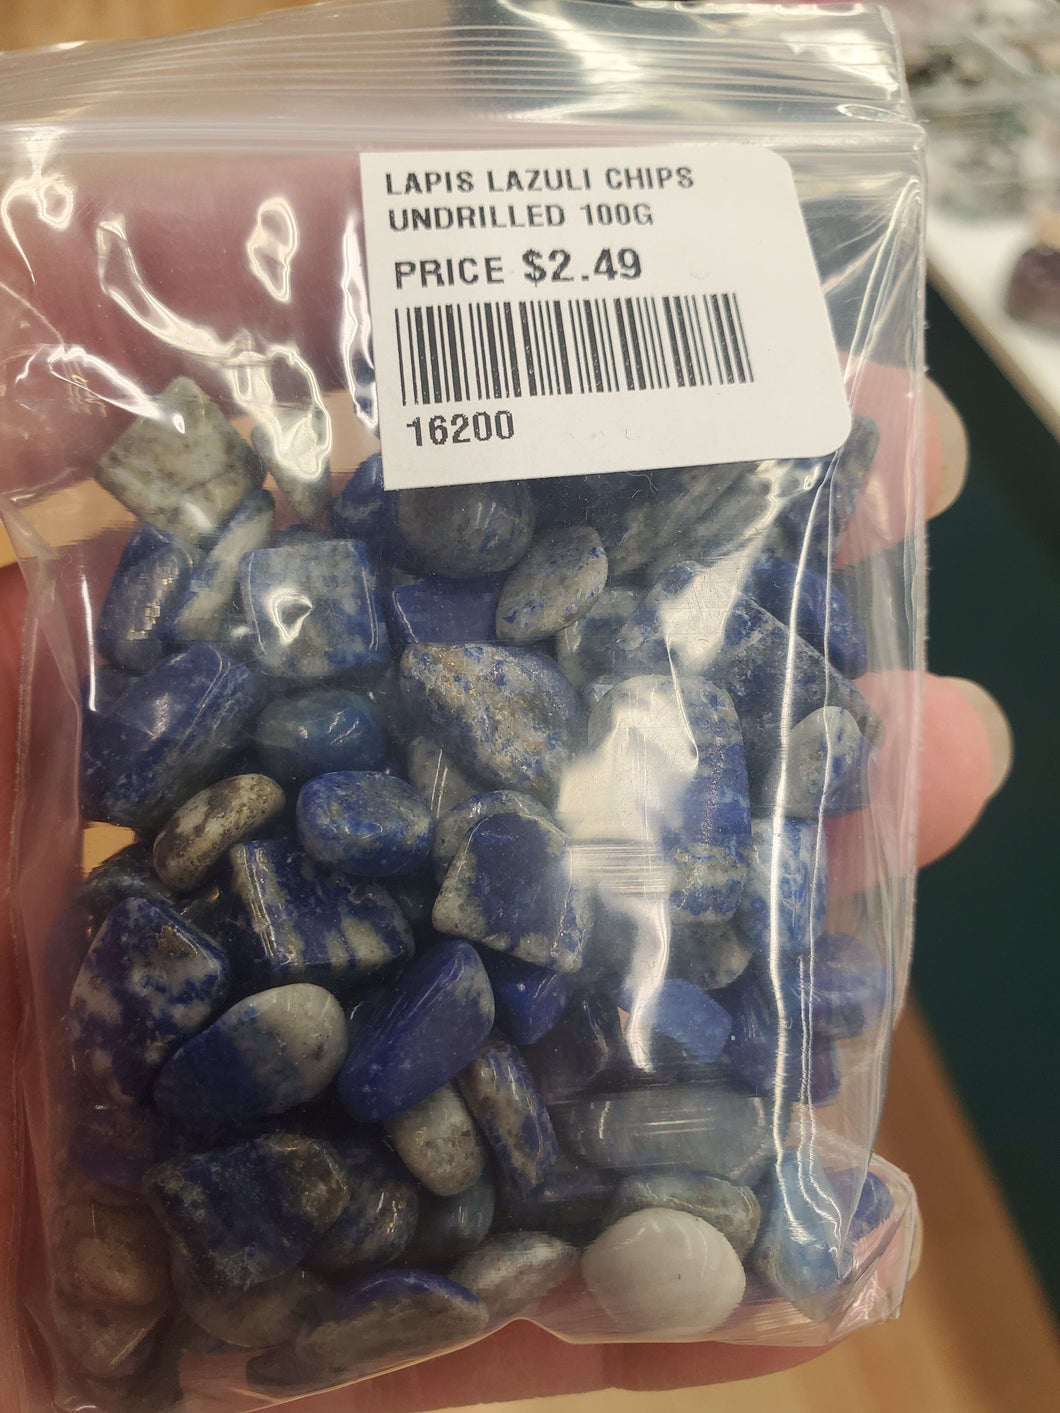 LAPIS LAZULI CHIPS
UNDRILLED 100G
PRICE $2.49
16200